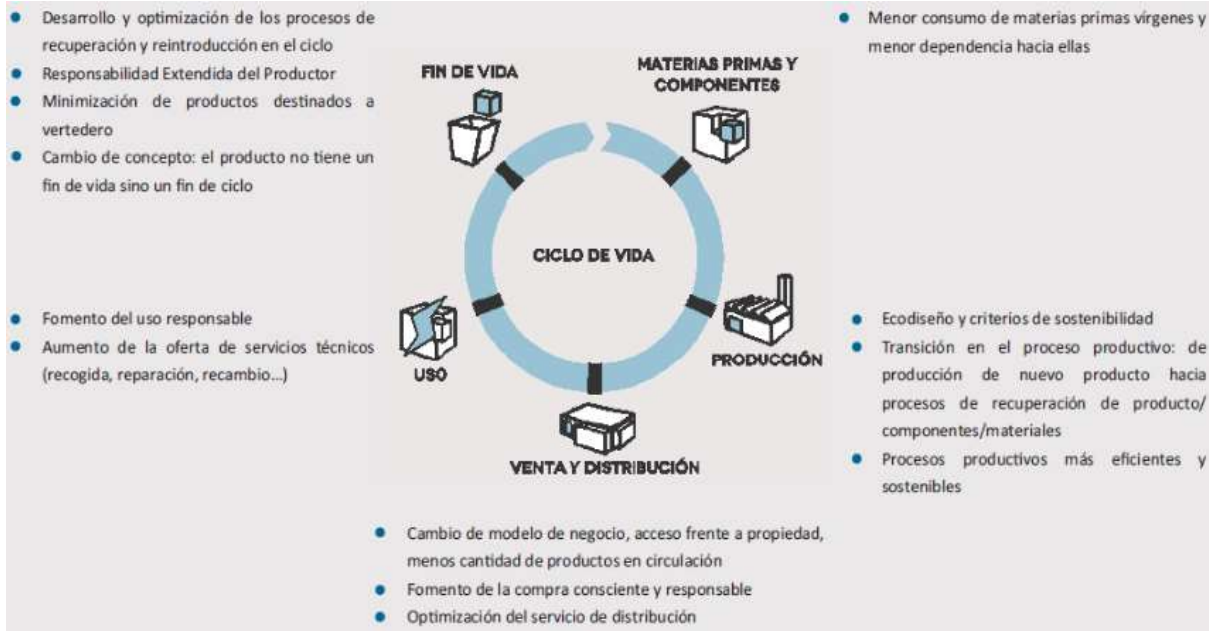 Desarrollo y optimización de los procesos de
recuperación y reintroducción en el ciclo
Responsabilidad Extendida del Productor
Minimización de productos destinados a
vertedero
Cambio de concepto: el producto no tiene un
fin de vida sino un fin de ciclo
Menor consumo de materias primas vírgenes y
menor dependencia hacia ellas
FIN DE VIDA
MATERIAS PRIMAS Y
COMPONENTES
CICLO DE VIDA
Fomento del uso responsable
Aumento de la oferta de servicios técnicos
(recogida, reparación, recambio...)
USO
PRODUCCIÓN
Ecodiseño y criterios de sostenibilidad
Transición en el proceso productivo: de
producción de nuevo producto hacia
procesos de recuperación de producto/
componentes/materiales
Procesos productivos más eficientes y
sostenibles
VENTA Y DISTRIBUCIÓN
Cambio de modelo de negocio, acceso frente a propiedad,
menos cantidad de productos en circulación
Fomento de la compra consciente y responsable
Optimización del servicio de distribución